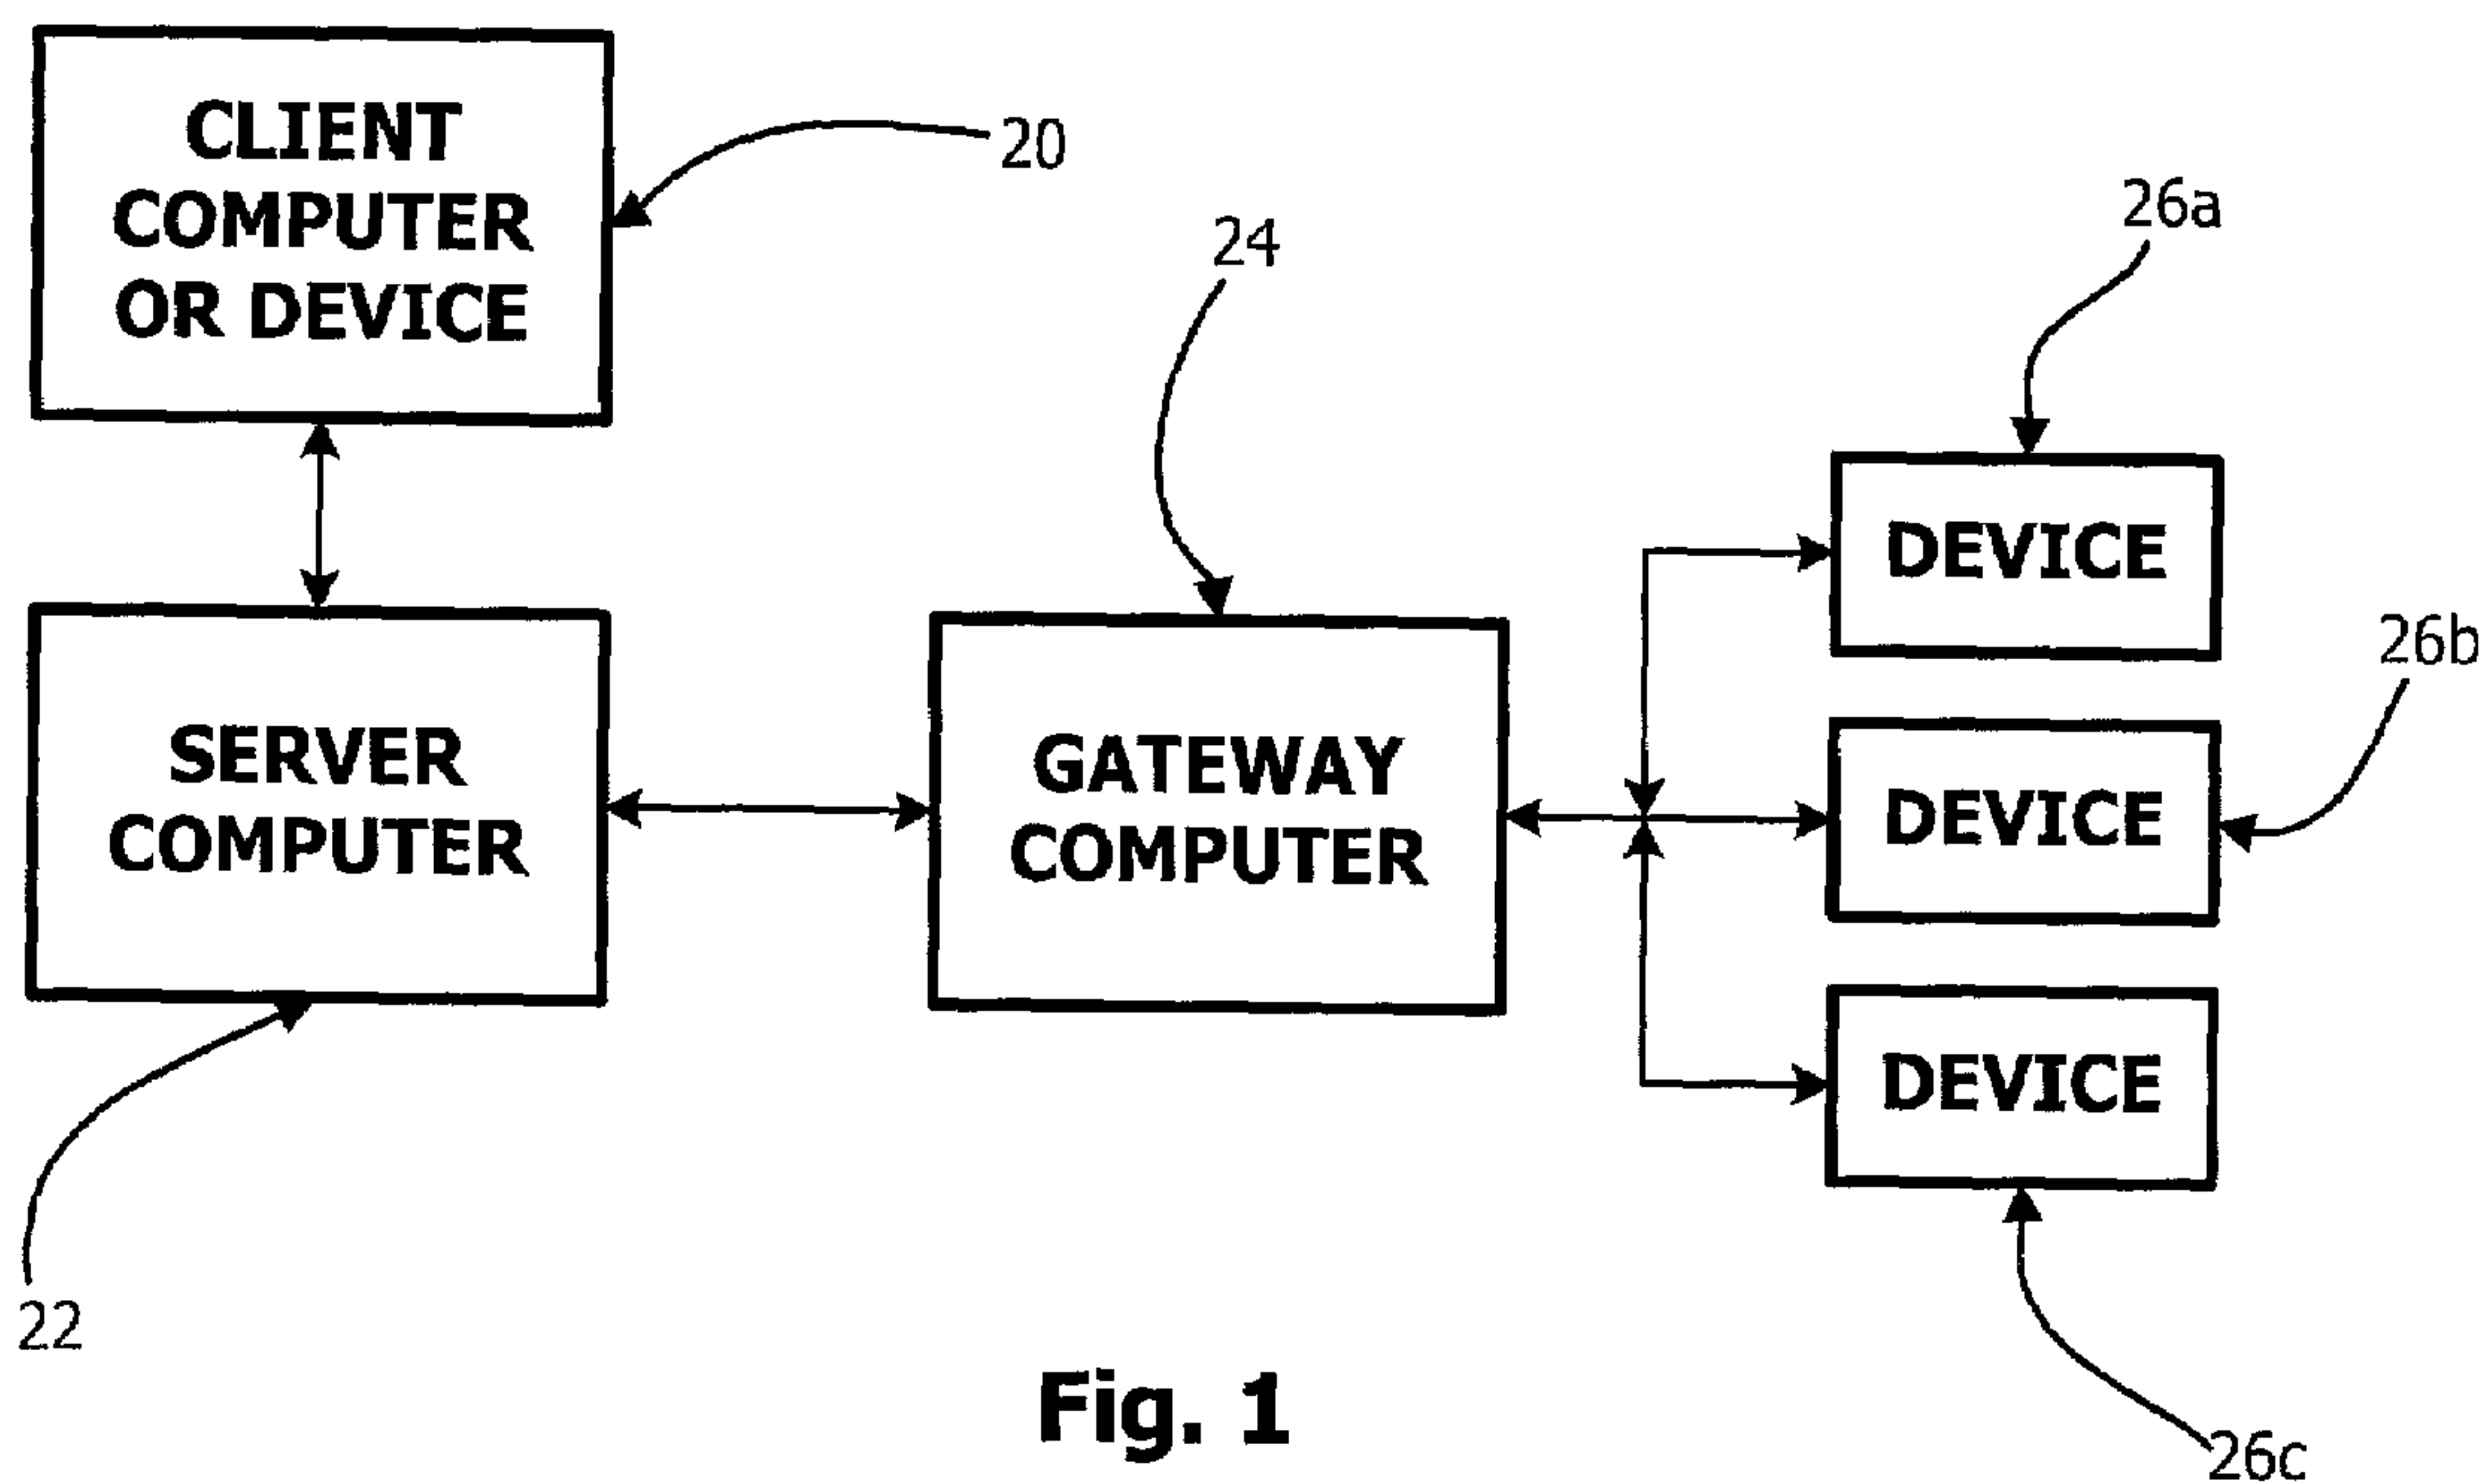 CLIENT
COMPUTER
OR DEVICE
20
24
26a
DEVICE
26b
SERVER
COMPUTER
GATEWAY
COMPUTER
DEVICE
DEVICE
22
26c
Fig. 1